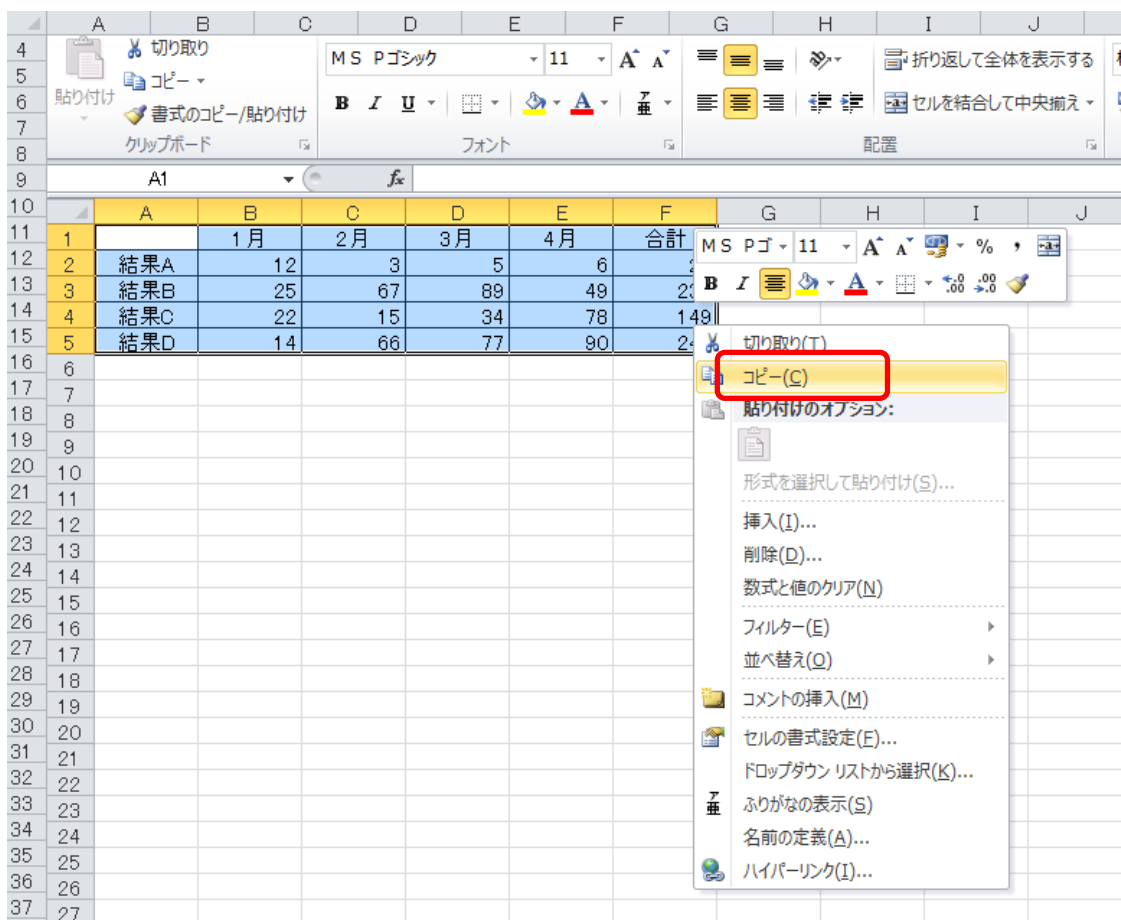 A B C D E F G H I J
4 切り取り MS Pゴシック 11 A A 折り返して全体を表示する
5 コピー
6 貼り付け B I U A ア亜 セルを結合して中央揃え
7 書式のコピー/貼り付け
8 クリップボード フォント 配置
9 A1 fx
10 A B C D E F G H I J
11 1 1月 2月 3月 4月 合計
12 2 結果A 12 3 5 6
13 3 結果B 25 67 89 49
14 4 結果C 22 15 34 78 149
15 5 結果D 14 66 77 90
MS Pゴ 11 A A % ,
B I A .0 .00 .00 .0
16 6
17 7
18 8
19 9
20 10
21 11
22 12
23 13
24 14
25 15
26 16
27 17
28 18
29 19
30 20
31 21
32 22
33 23
34 24
35 25
36 26
37 27
切り取り(T)
コピー(C)
貼り付けのオプション:
形式を選択して貼り付け(S)...
挿入(I)...
削除(D)...
数式と値のクリア(N)
フィルター(E)
並べ替え(O)
コメントの挿入(M)
セルの書式設定(F)...
ドロップダウン リストから選択(K)...
ア亜 ふりがなの表示(S)
名前の定義(A)...
ハイパーリンク(I)...